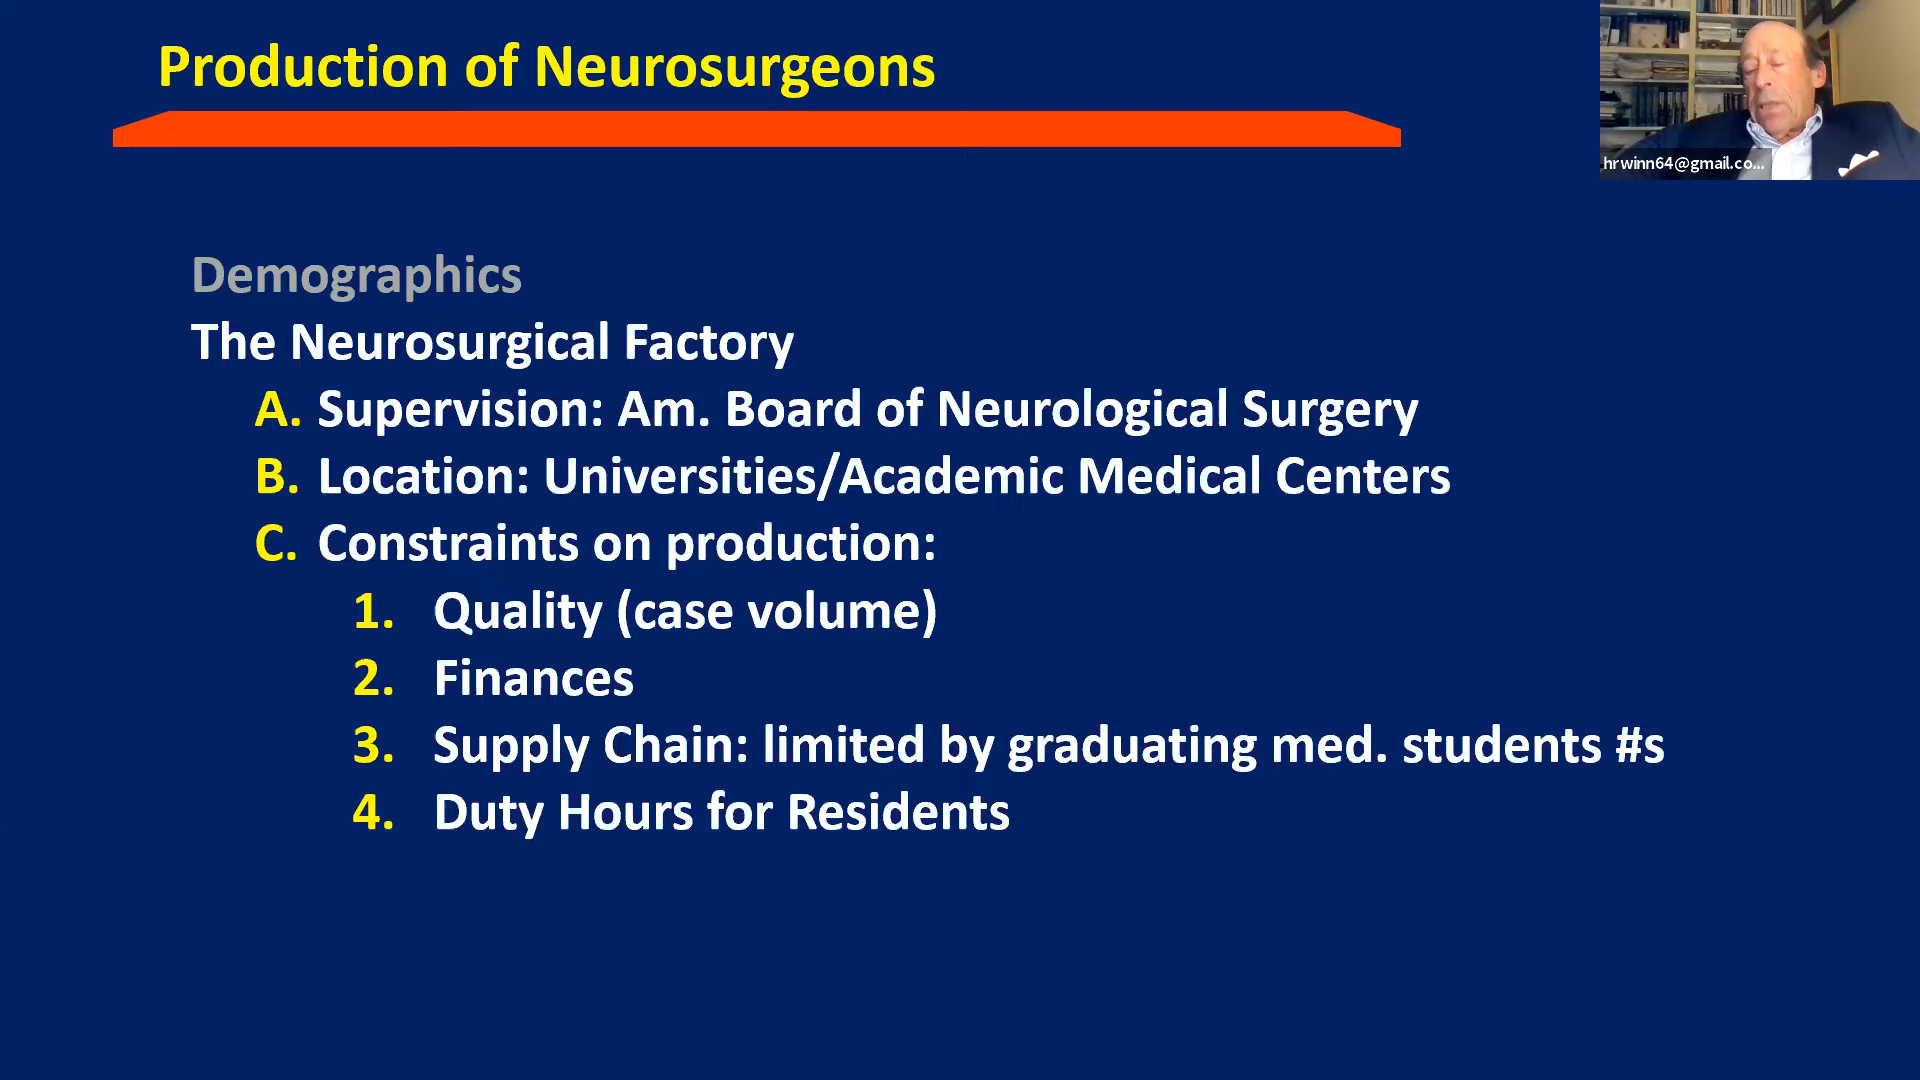 Production of Neurosurgeons
hrwinn64@gmail.co...
Demographics
The Neurosurgical Factory
A. Supervision: Am. Board of Neurological Surgery
B. Location: Universities/Academic Medical Centers
C. Constraints on production:
1. Quality (case volume)
2. Finances
3. Supply Chain: limited by graduating med. students #s
4. Duty Hours for Residents